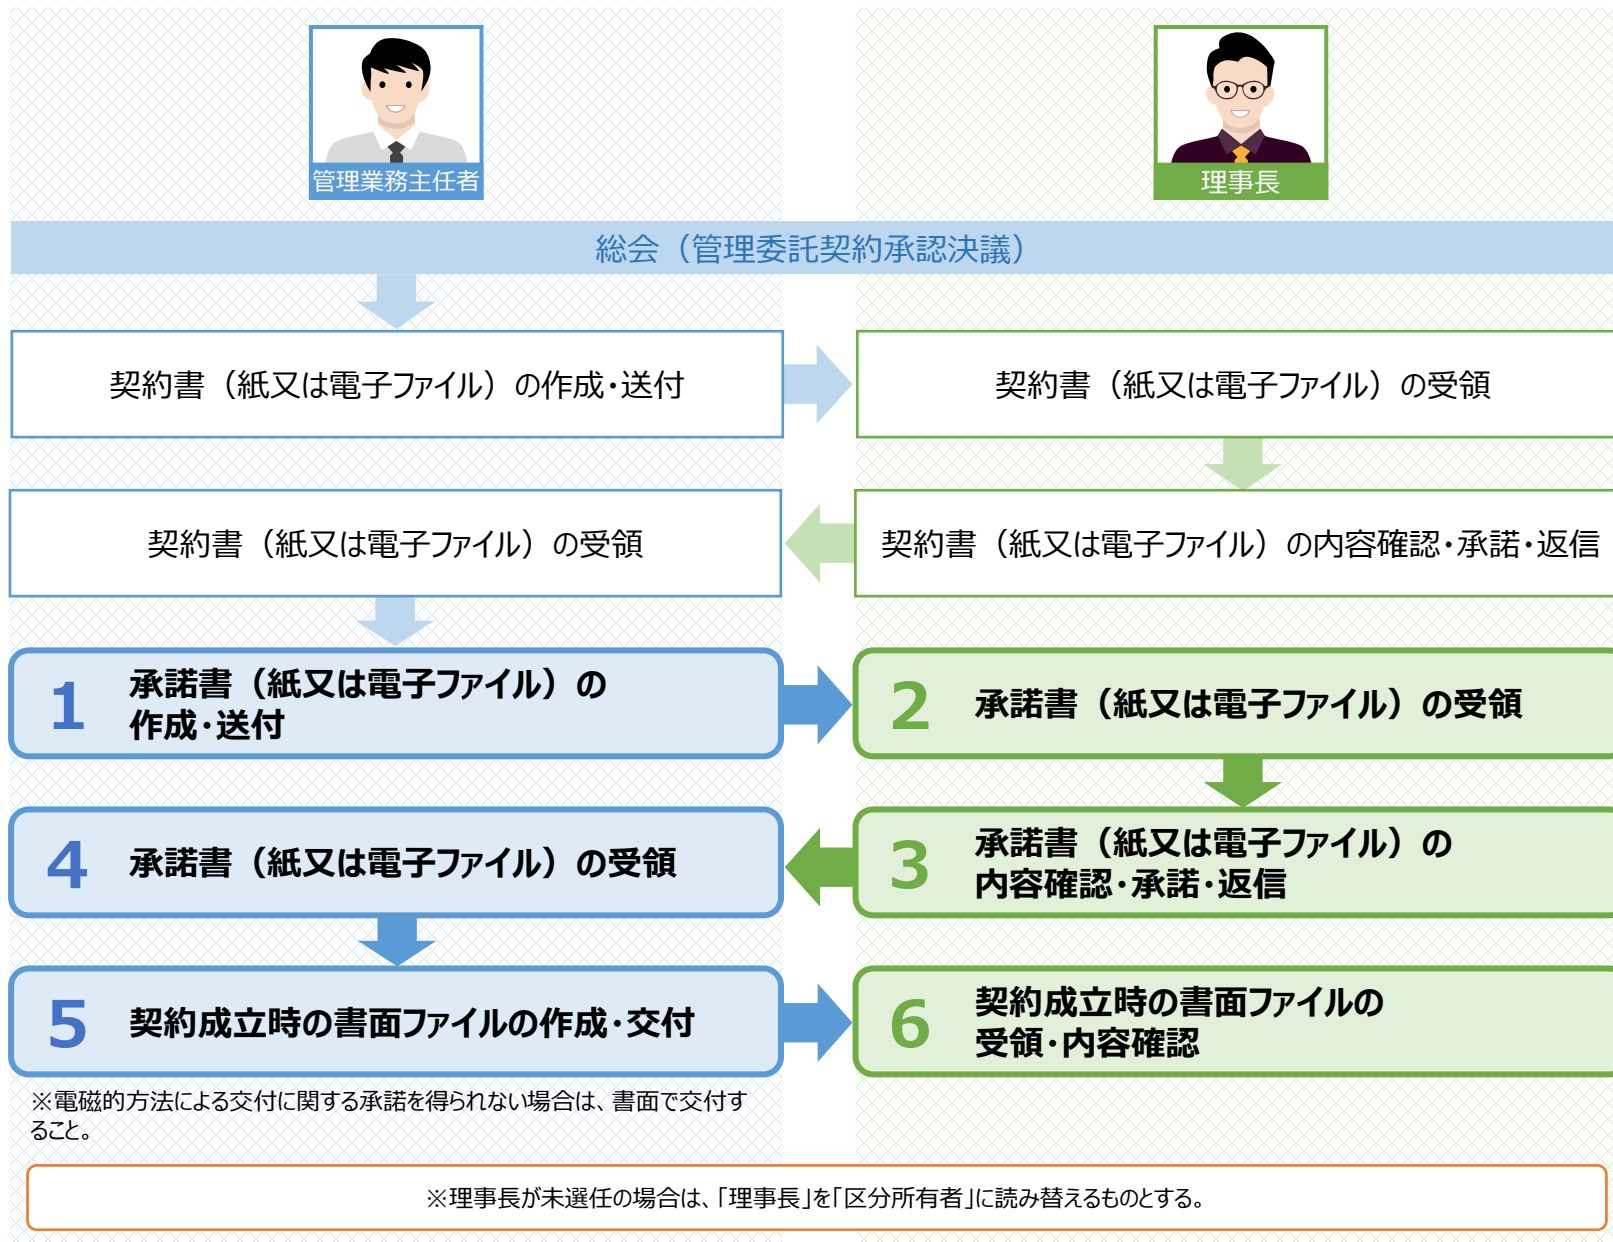 管理業務主任者
理事長
総会（管理委託契約承認決議）
契約書（紙又は電子ファイル）の作成・送付
契約書（紙又は電子ファイル）の受領
契約書（紙又は電子ファイル）の受領
契約書（紙又は電子ファイル）の内容確認・承諾・返信
1
承諾書（紙又は電子ファイル）の
作成・送付
2
承諾書（紙又は電子ファイル）の受領
4
承諾書（紙又は電子ファイル）の受領
3
承諾書（紙又は電子ファイル）の
内容確認・承諾・返信
5
契約成立時の書面ファイルの作成・交付
6
契約成立時の書面ファイルの
受領・内容確認
※電磁的方法による交付に関する承諾を得られない場合は、書面で交付す
ること。
※理事長が未選任の場合は、「理事長」を「区分所有者」に読み替えるものとする。